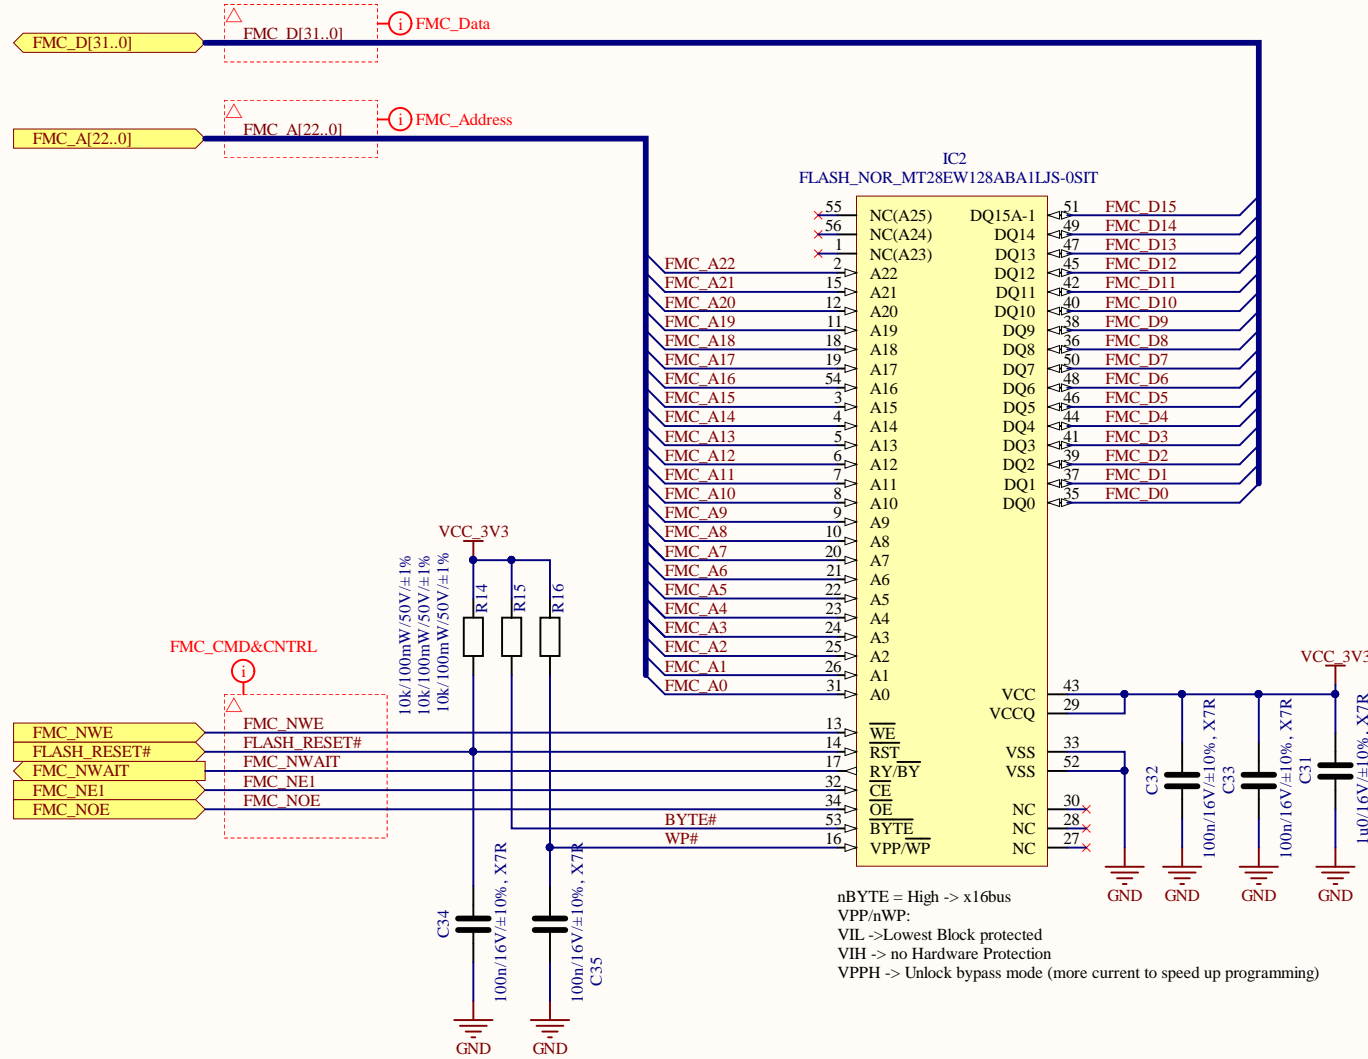 FMC_D[31..0]
FMC_D[31..0]
FMC_Data
FMC_A[22..0]
FMC_A[22..0]
FMC_Address
IC2
FLASH_NOR_MT28EW128ABA1LJS-0SIT
55 NC(A25)
56 NC(A24)
1 NC(A23)
FMC_A22 2 A22
FMC_A21 15 A21
FMC_A20 12 A20
FMC_A19 11 A19
FMC_A18 18 A18
FMC_A17 19 A17
FMC_A16 54 A16
FMC_A15 3 A15
FMC_A14 4 A14
FMC_A13 5 A13
FMC_A12 6 A12
FMC_A11 7 A11
FMC_A10 8 A10
FMC_A9 9 A9
FMC_A8 10 A8
FMC_A7 20 A7
FMC_A6 21 A6
FMC_A5 22 A5
FMC_A4 23 A4
FMC_A3 24 A3
FMC_A2 25 A2
FMC_A1 26 A1
FMC_A0 31 A0
DQ15A-1 51 FMC_D15
DQ14 49 FMC_D14
DQ13 47 FMC_D13
DQ12 45 FMC_D12
DQ11 42 FMC_D11
DQ10 40 FMC_D10
DQ9 38 FMC_D9
DQ8 36 FMC_D8
DQ7 50 FMC_D7
DQ6 48 FMC_D6
DQ5 46 FMC_D5
DQ4 44 FMC_D4
DQ3 41 FMC_D3
DQ2 39 FMC_D2
DQ1 37 FMC_D1
DQ0 35 FMC_D0
VCC_3V3
R14
R15
R16
10k/100mW/50V/±1%
10k/100mW/50V/±1%
10k/100mW/50V/±1%
FMC_CMD&CNTRL
FMC_NWE
FLASH_RESET#
FMC_NWAIT
FMC_NE1
FMC_NOE
FMC_NWE
FLASH_RESET#
FMC_NWAIT
FMC_NE1
FMC_NOE
BYTE#
WP#
13 WE
14 RST
17 RY/BY
32 CE
34 OE
53 BYTE
16 VPP/WP
VCC 43
VCCQ 29
VSS 33
VSS 52
NC 30
NC 28
NC 27
VCC_3V3
C32
100n/16V/±10%, X7R
C33
100n/16V/±10%, X7R
C31
1u0/16V/±10%, X7R
GND
GND
GND
GND
C34
100n/16V/±10%, X7R
100n/16V/±10%, X7R
C35
GND
GND
nBYTE = High -> x16bus
VPP/nWP:
VIL ->Lowest Block protected
VIH -> no Hardware Protection
VPPH -> Unlock bypass mode (more current to speed up programming)